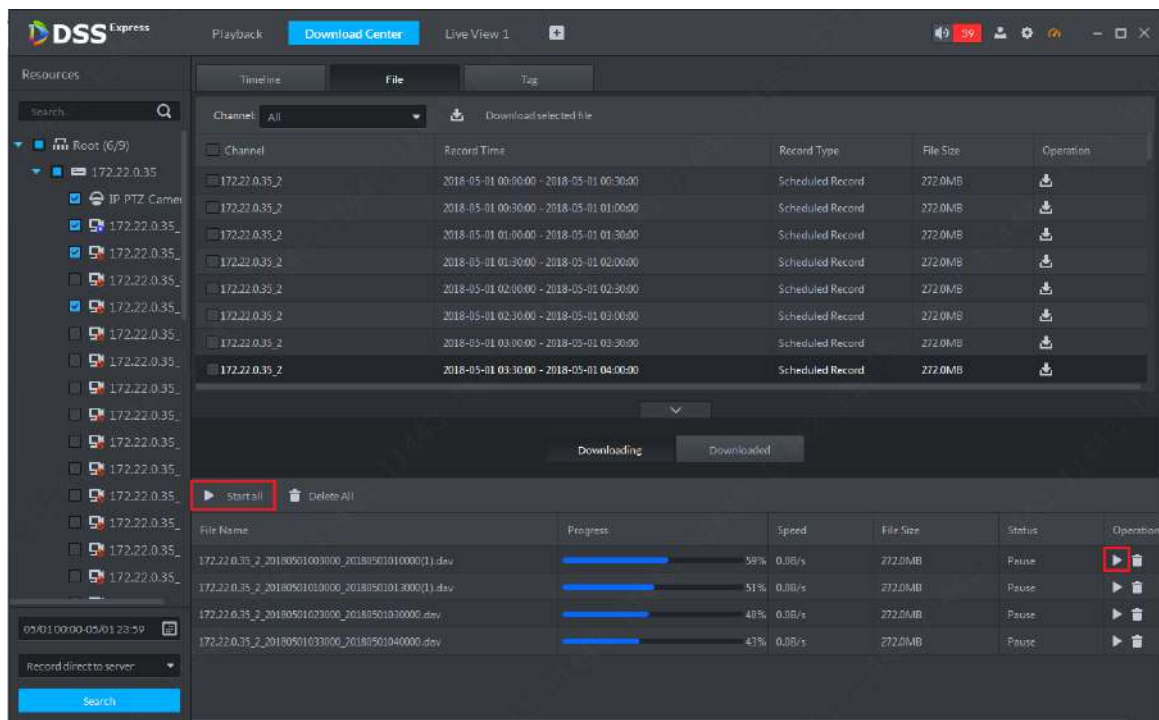 DSS Express
Playback Download Center Live View 1 39
Resources
Timeline File Tag
Search...
Channel: All Download selected file
Root (6/9)
Channel Record Time Record Type File Size Operation
172.22.0.35
172.22.0.35_2 2018-05-01 00:00:00 - 2018-05-01 00:30:00 Scheduled Record 272.0MB
IP PTZ Camer
172.22.0.35_2 2018-05-01 00:30:00 - 2018-05-01 01:00:00 Scheduled Record 272.0MB
172.22.0.35_
172.22.0.35_2 2018-05-01 01:00:00 - 2018-05-01 01:30:00 Scheduled Record 272.0MB
172.22.0.35_
172.22.0.35_2 2018-05-01 01:30:00 - 2018-05-01 02:00:00 Scheduled Record 272.0MB
172.22.0.35_
172.22.0.35_2 2018-05-01 02:00:00 - 2018-05-01 02:30:00 Scheduled Record 272.0MB
172.22.0.35_
172.22.0.35_2 2018-05-01 02:30:00 - 2018-05-01 03:00:00 Scheduled Record 272.0MB
172.22.0.35_
172.22.0.35_2 2018-05-01 03:00:00 - 2018-05-01 03:30:00 Scheduled Record 272.0MB
172.22.0.35_
172.22.0.35_2 2018-05-01 03:30:00 - 2018-05-01 04:00:00 Scheduled Record 272.0MB
172.22.0.35_
172.22.0.35_
172.22.0.35_
Downloading Downloaded
172.22.0.35_
172.22.0.35_
Start all Delete All
172.22.0.35_
File Name Progress Speed File Size Status Operation
172.22.0.35_
172.22.0.35_2_20180501003000_20180501010000(1).dav 59% 0.0B/s 272.0MB Pause
172.22.0.35_
172.22.0.35_2_20180501010000_20180501013000(1).dav 51% 0.0B/s 272.0MB Pause
172.22.0.35_2_20180501023000_20180501030000.dav 48% 0.0B/s 272.0MB Pause
05/01 00:00-05/01 23:59
172.22.0.35_2_20180501033000_20180501040000.dav 43% 0.0B/s 272.0MB Pause
Record direct to server
Search